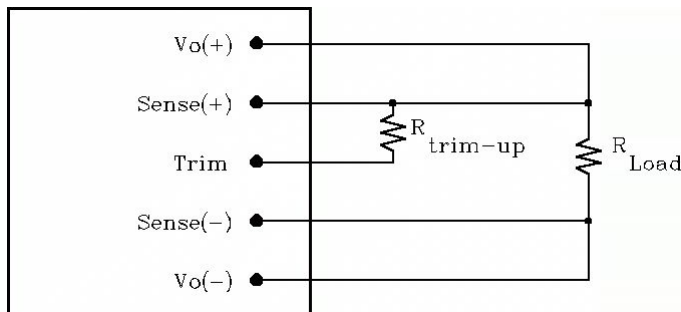 Vo(+)
Sense(+)
R trim-up
Trim
R Load
Sense(-)
Vo(-)